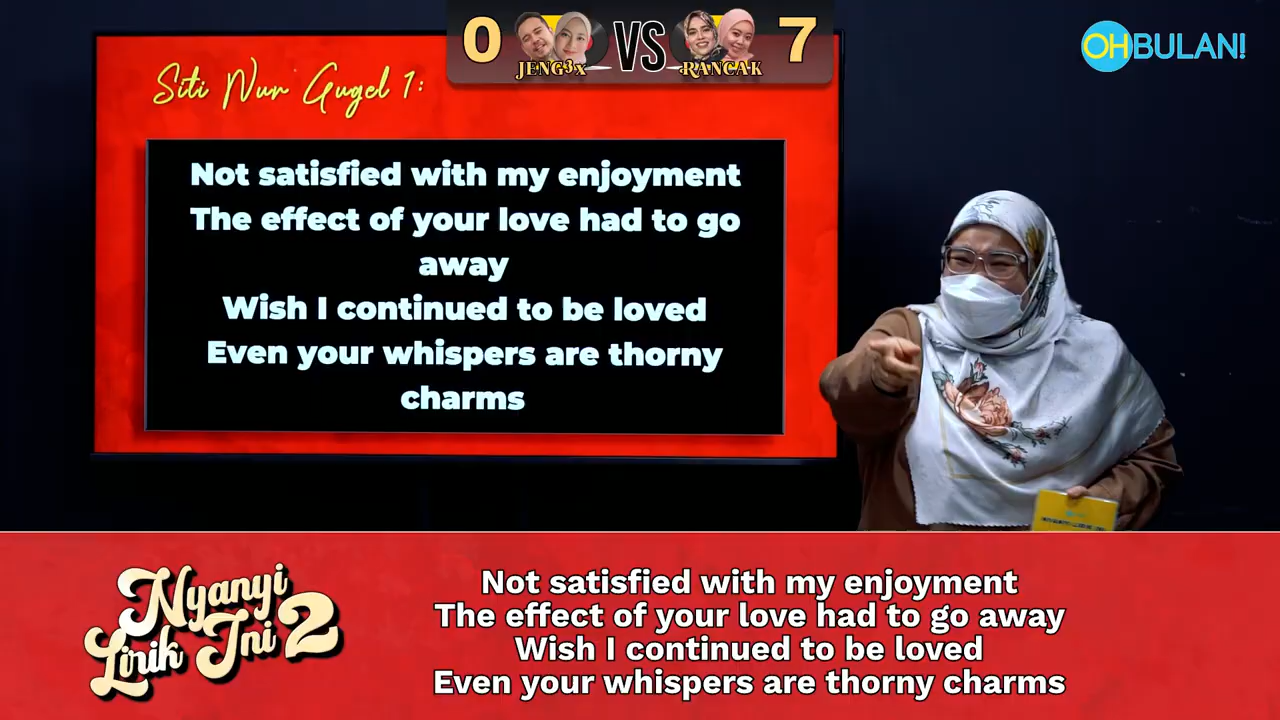 0 VS 7
JENG3X RANCAK
OHBULAN!
Siti Nur Gugel 1:
Not satisfied with my enjoyment
The effect of your love had to go
away
Wish I continued to be loved
Even your whispers are thorny
charms
Nyanyi
Lirik Ini 2
Not satisfied with my enjoyment
The effect of your love had to go away
Wish I continued to be loved
Even your whispers are thorny charms